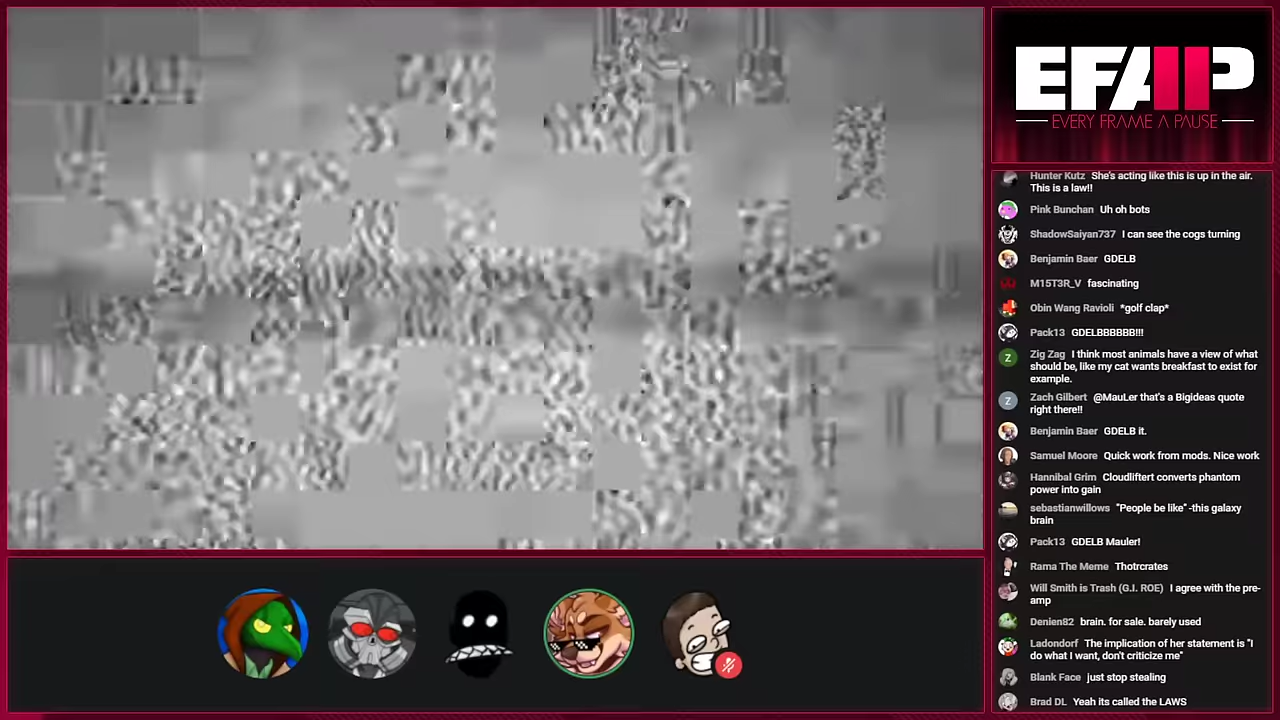 EFAP
EVERY FRAME A PAUSE
Hunter Kutz She's acting like this is up in the air.
This is a law!!
Pink Bunchan Uh oh bots
ShadowSaiyan737 I can see the cogs turning
Benjamin Baer GDELB
M15T3R_V fascinating
Obin Wang Ravioli *golf clap*
Pack13 GDELBBBBBB!!!
Z
Zig Zag I think most animals have a view of what
should be, like my cat wants breakfast to exist for
example.
Z
Zach Gilbert @MauLer that's a Bigideas quote
right there!!
Benjamin Baer GDELB it.
Samuel Moore Quick work from mods. Nice work
Hannibal Grim Cloudliftert converts phantom
power into gain
sebastianwillows "People be like" -this galaxy
brain
Pack13 GDELB Mauler!
Rama The Meme Thotrcrates
Will Smith is Trash (G.I. ROE) I agree with the pre-
amp
Denien82 brain. for sale. barely used
Ladondorf The implication of her statement is "I
do what I want, don't criticize me"
Blank Face just stop stealing
Brad DL Yeah its called the LAWS